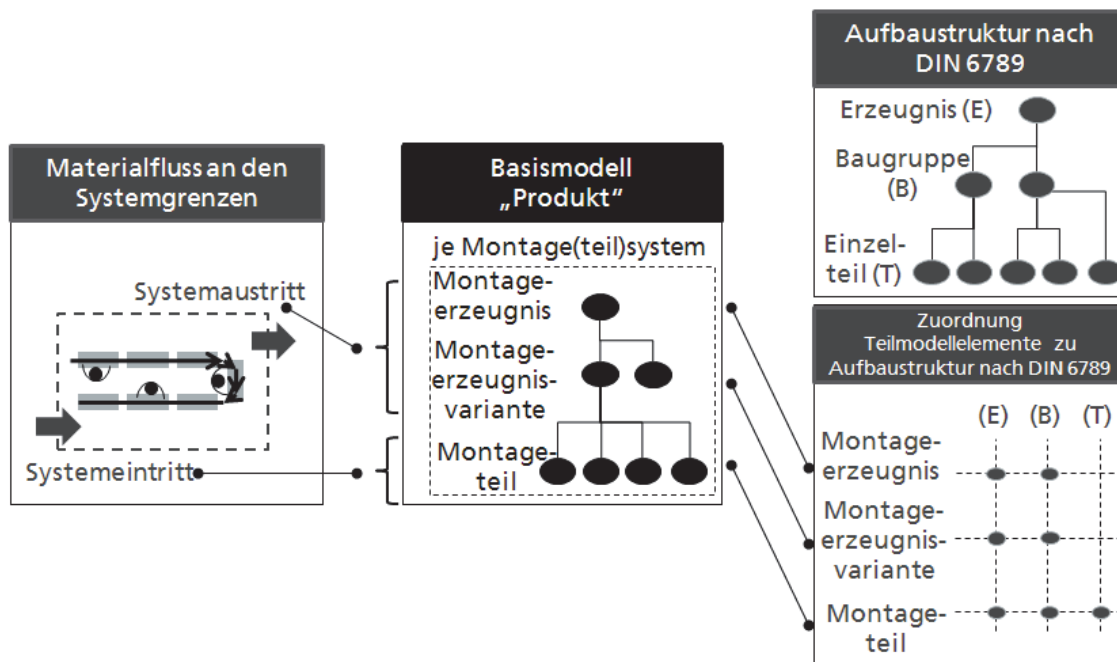 Materialfluss an den
Systemgrenzen
Systemaustritt
Systemeintritt
Basismodell
„Produkt“
je Montage(teil)system
Montage-
erzeugnis
Montage-
erzeugnis-
variante
Montage-
teil
Aufbaustruktur nach
DIN 6789
Erzeugnis (E)
Baugruppe
(B)
Einzel-
teil (T)
Zuordnung
Teilmodellelemente zu
Aufbaustruktur nach DIN 6789
(E) (B) (T)
Montage-
erzeugnis
Montage-
erzeugnis-
variante
Montage-
teil